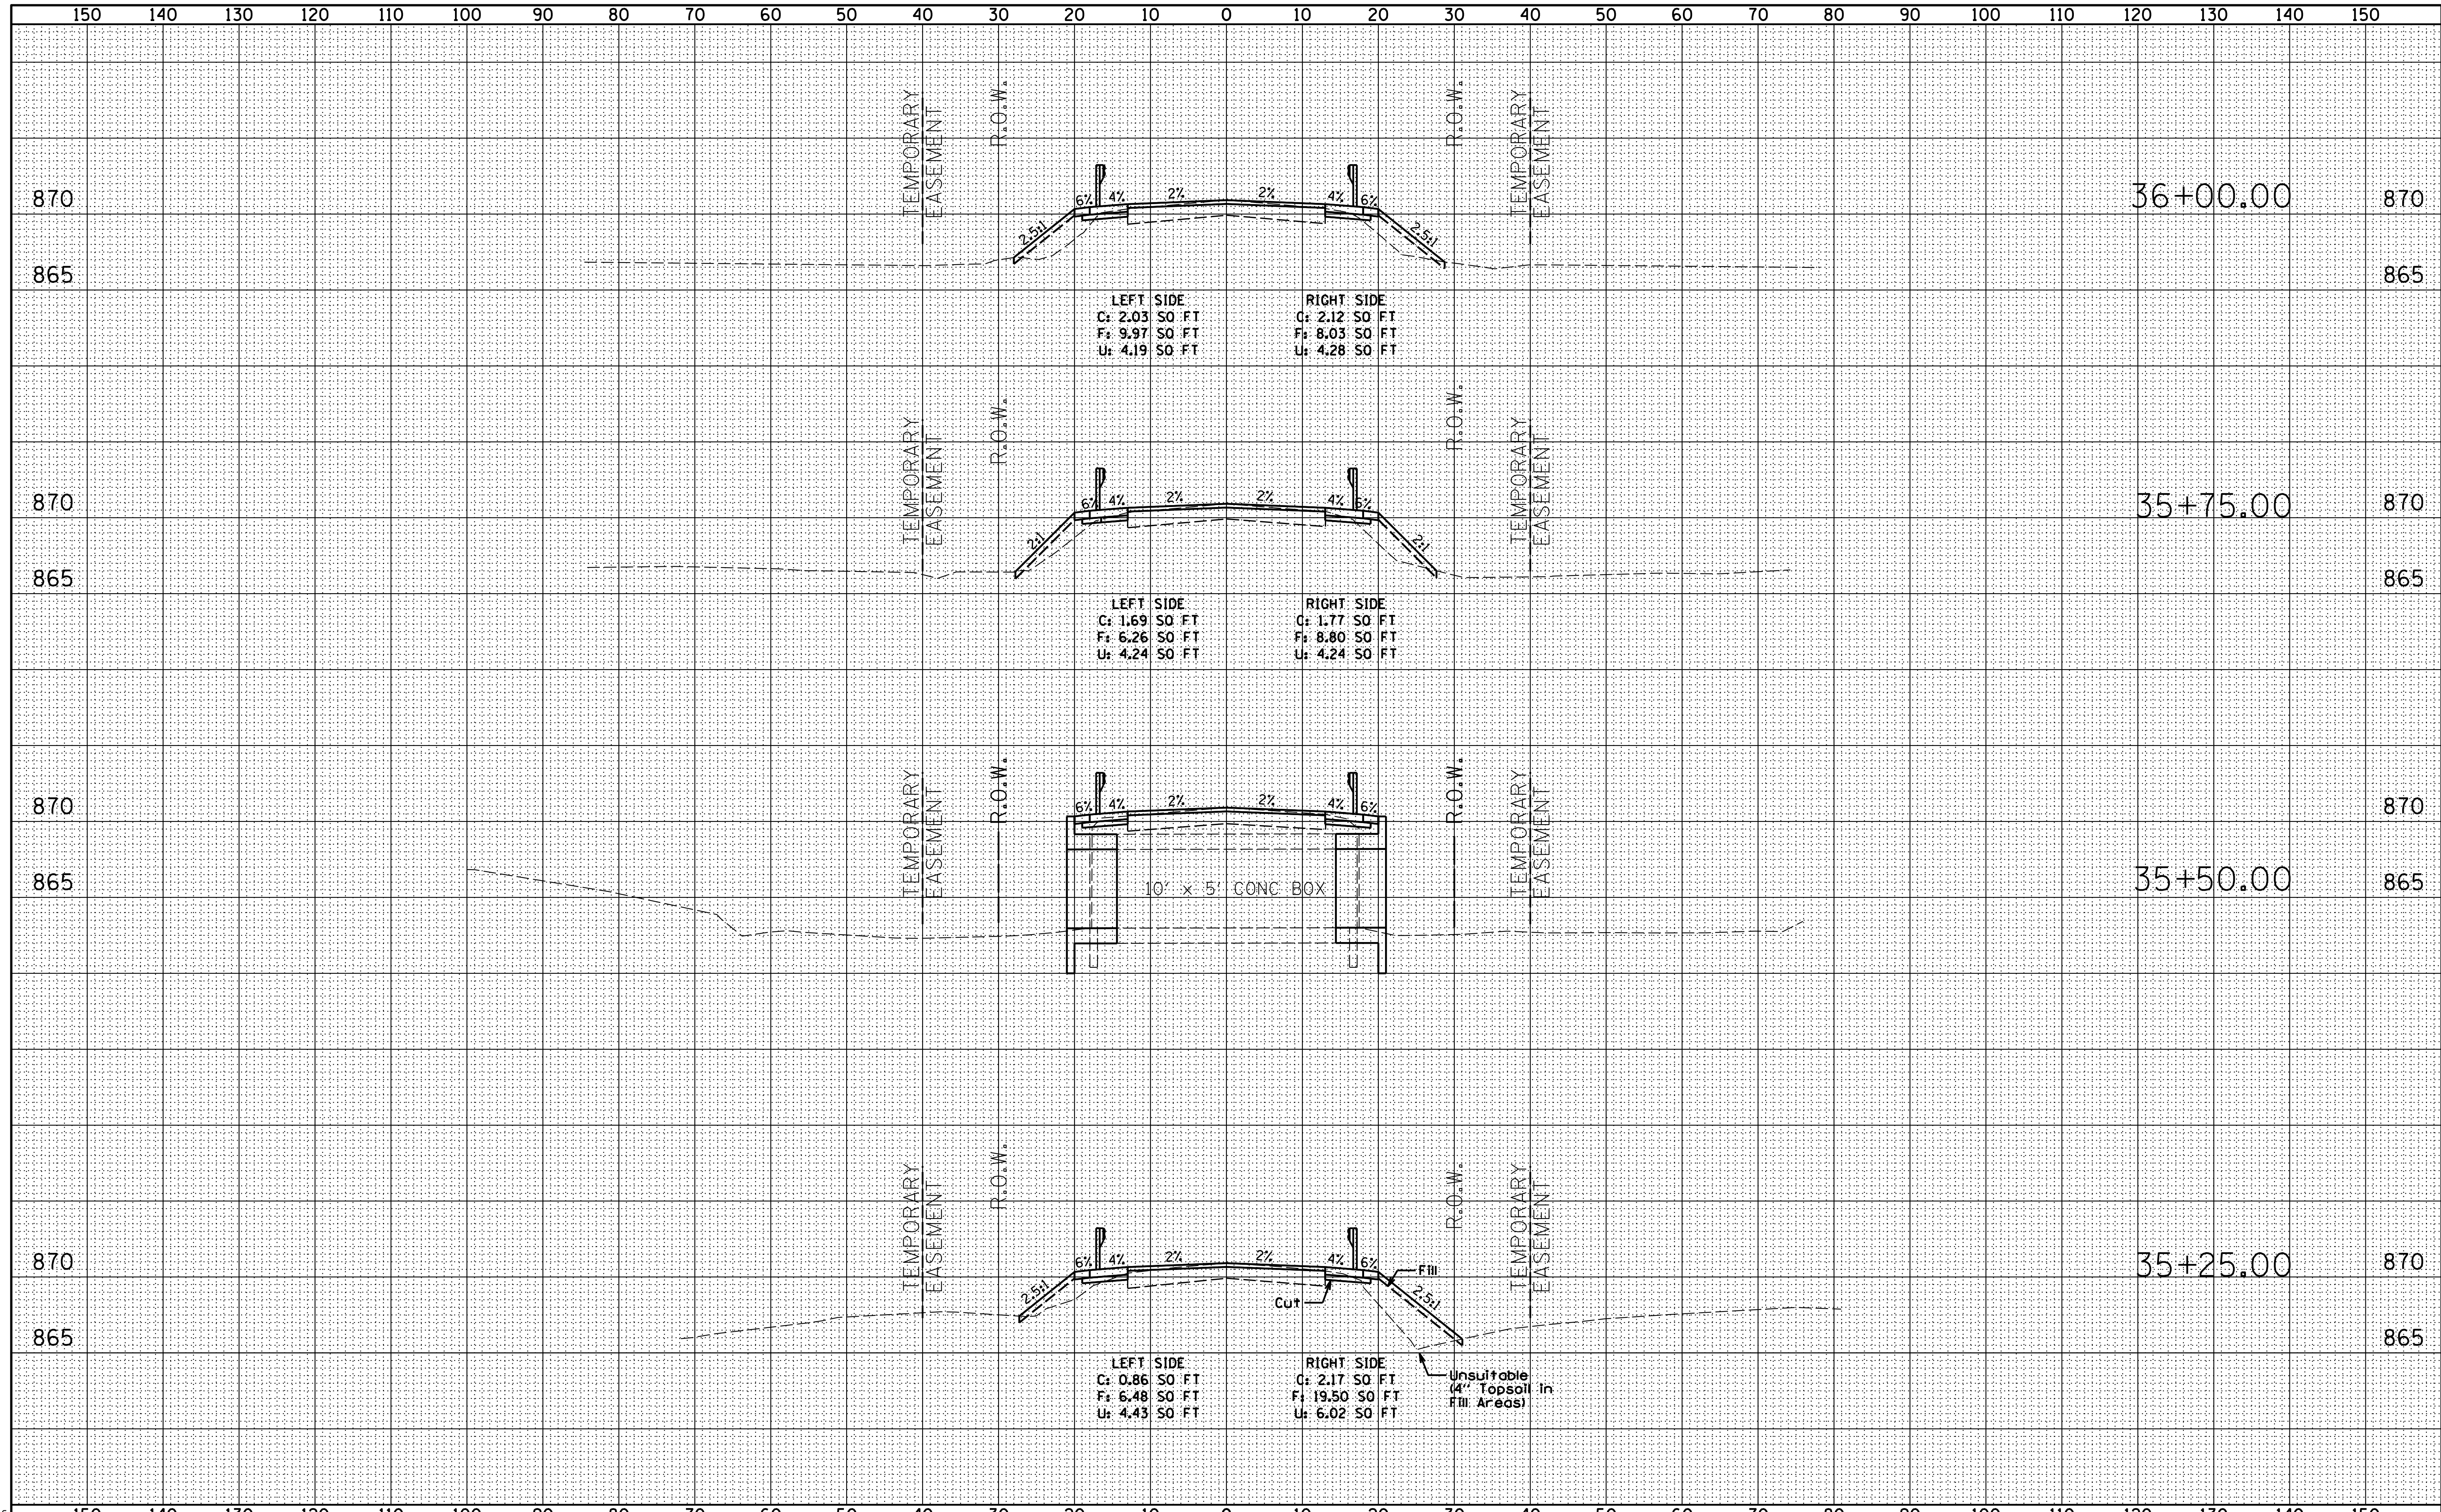 150 140 130 120 110 100 90 80 70 60 50 40 30 20 10 0 10 20 30 40 50 60 70 80 90 100 110 120 130 140 150
TEMPORARY
EASEMENT
R.O.W.
R.O.W.
TEMPORARY
EASEMENT
870
6% 4% 2% 2% 4% 6%
36+00.00
870
2.5:1
2.5:1
865
865
LEFT SIDE
C: 2.03 SQ FT
F: 9.97 SQ FT
U: 4.19 SQ FT
RIGHT SIDE
C: 2.12 SQ FT
F: 8.03 SQ FT
U: 4.28 SQ FT
TEMPORARY
EASEMENT
R.O.W.
R.O.W.
TEMPORARY
EASEMENT
870
6% 4% 2% 2% 4% 6%
35+75.00
870
2:1
2:1
865
865
LEFT SIDE
C: 1.69 SQ FT
F: 6.26 SQ FT
U: 4.24 SQ FT
RIGHT SIDE
C: 1.77 SQ FT
F: 8.80 SQ FT
U: 4.24 SQ FT
TEMPORARY
EASEMENT
R.O.W.
R.O.W.
TEMPORARY
EASEMENT
870
6% 4% 2% 2% 4% 6%
870
865
10' x 5' CONC BOX
35+50.00
865
TEMPORARY
EASEMENT
R.O.W.
R.O.W.
TEMPORARY
EASEMENT
870
6% 4% 2% 2% 4% 6%
Fill
35+25.00
870
2.5:1
Cut
2.5:1
865
865
LEFT SIDE
C: 0.86 SQ FT
F: 6.48 SQ FT
U: 4.43 SQ FT
RIGHT SIDE
C: 2.17 SQ FT
F: 19.50 SQ FT
U: 6.02 SQ FT
Unsuitable
(4" Topsoil in
Fill Areas)
150 140 130 120 110 100 90 80 70 60 50 40 30 20 10 0 10 20 30 40 50 60 70 80 90 100 110 120 130 140 150